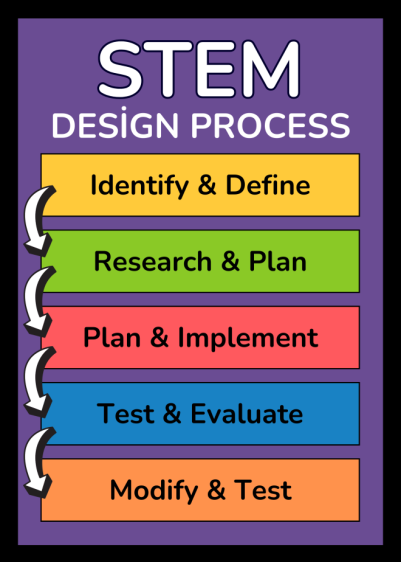 STEM
DESİGN PROCESS
Identify & Define
Research & Plan
Plan & Implement
Test & Evaluate
Modify & Test